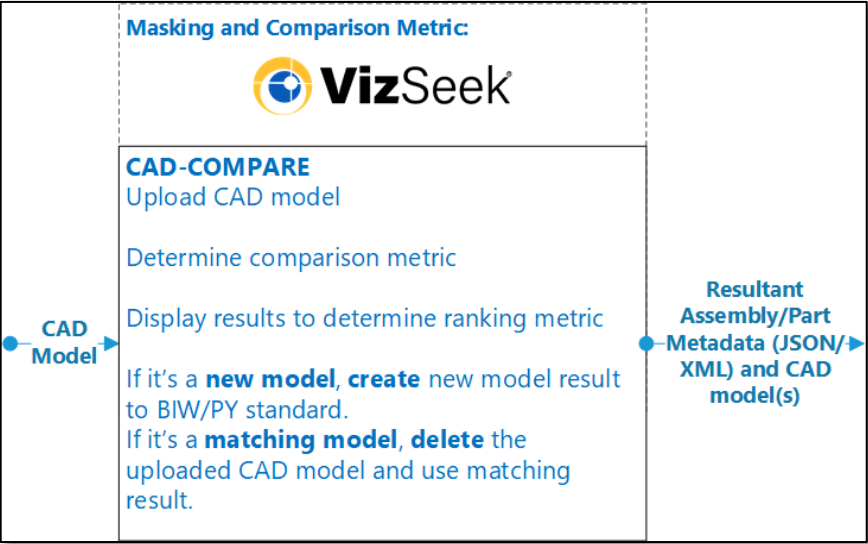 Masking and Comparison Metric:
VizSeek®
CAD-COMPARE
Upload CAD model
Determine comparison metric
Display results to determine ranking metric
If it's a new model, create new model result
to BIW/PY standard.
If it's a matching model, delete the
uploaded CAD model and use matching
result.
CAD
Model
Resultant
Assembly/Part
Metadata (JSON/
XML) and CAD
model(s)